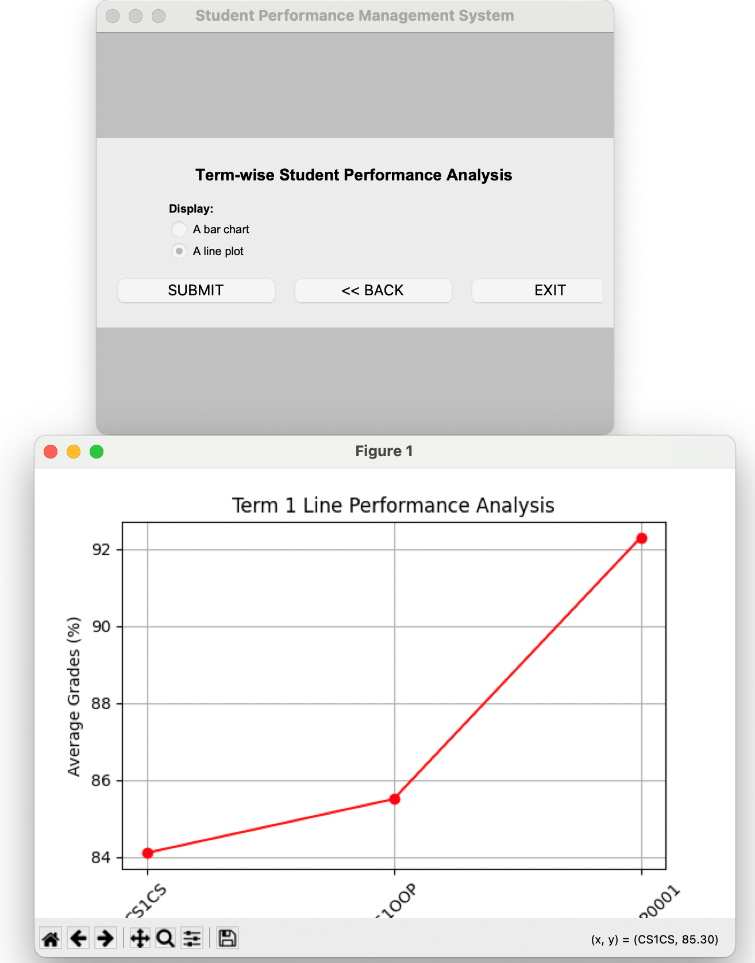 Student Performance Management System
Term-wise Student Performance Analysis
Display:
A bar chart
A line plot
SUBMIT
<< BACK
EXIT
Figure 1
Term 1 Line Performance Analysis
Average Grades (%)
92
90
88
86
84
(x, y) = (CS1CS, 85.30)